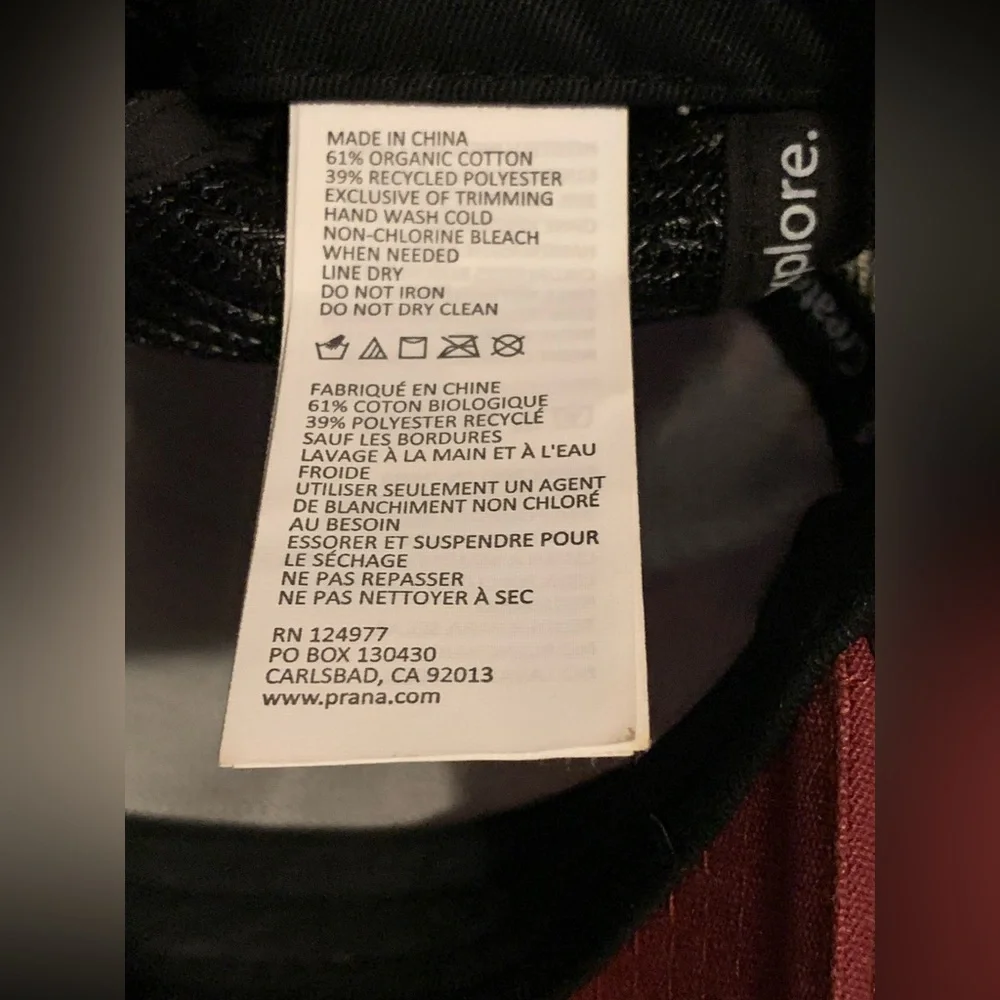 MADE IN CHINA
61% ORGANIC COTTON
39% RECYCLED POLYESTER
EXCLUSIVE OF TRIMMING
HAND WASH COLD
NON-CHLORINE BLEACH
WHEN NEEDED
LINE DRY
DO NOT IRON
DO NOT DRY CLEAN
FABRIQUÉ EN CHINE
61% COTON BIOLOGIQUE
39% POLYESTER RECYCLÉ
SAUF LES BORDURES
LAVAGE À LA MAIN ET À L'EAU
FROIDE
UTILISER SEULEMENT UN AGENT
DE BLANCHIMENT NON CHLORÉ
AU BESOIN
ESSORER ET SUSPENDRE POUR
LE SÉCHAGE
NE PAS REPASSER
NE PAS NETTOYER À SEC
RN 124977
PO BOX 130430
CARLSBAD, CA 92013
www.prana.com
xplore.